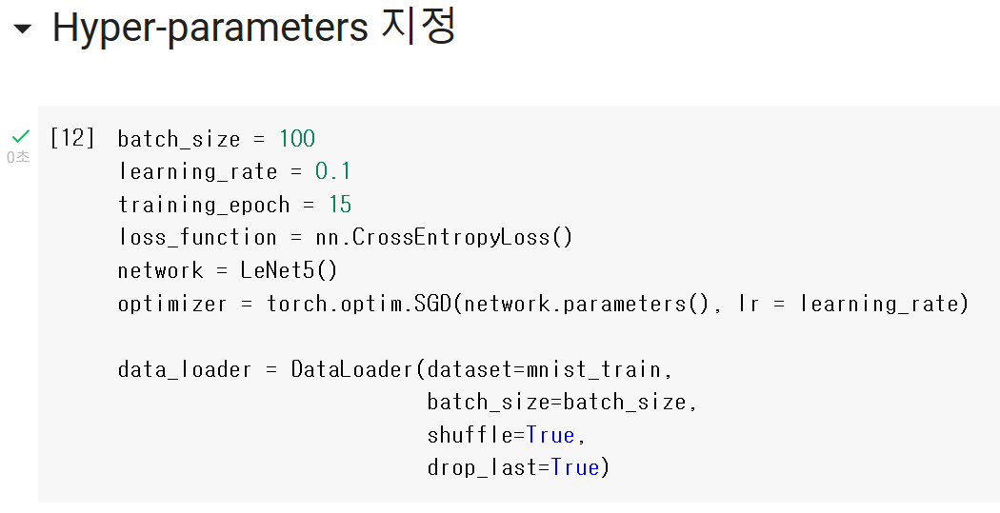 Hyper-parameters 지정
[12] batch_size = 100
0초
learning_rate = 0.1
training_epoch = 15
loss_function = nn.CrossEntropyLoss()
network = LeNet5()
optimizer = torch.optim.SGD(network.parameters(), lr = learning_rate)
data_loader = DataLoader(dataset=mnist_train,
batch_size=batch_size,
shuffle=True,
drop_last=True)